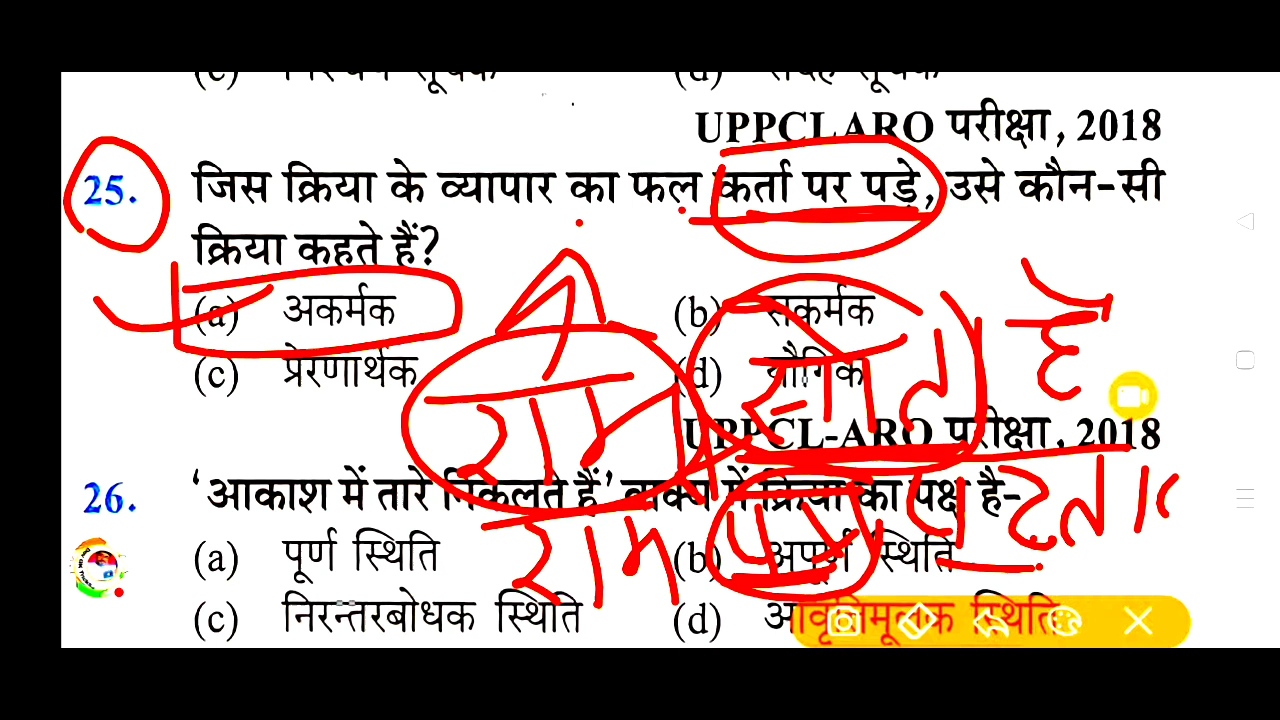 UPPCL ARO परीक्षा, 2018
25. जिस क्रिया के व्यापार का फल कर्ता पर पड़े, उसे कौन-सी
क्रिया कहते हैं?
(a) अकर्मक (b) सकर्मक
(c) प्रेरणार्थक (d) यौगिक
राम सोता है
UPPCL-ARO परीक्षा, 2018
26. 'आकाश में तारे निकलते हैं' वाक्य में क्रिया का पक्ष है-
राम
(a) पूर्ण स्थिति (b) अपूर्ण स्थिति
(c) निरन्तरबोधक स्थिति (d) आवृत्तिमूलक स्थिति